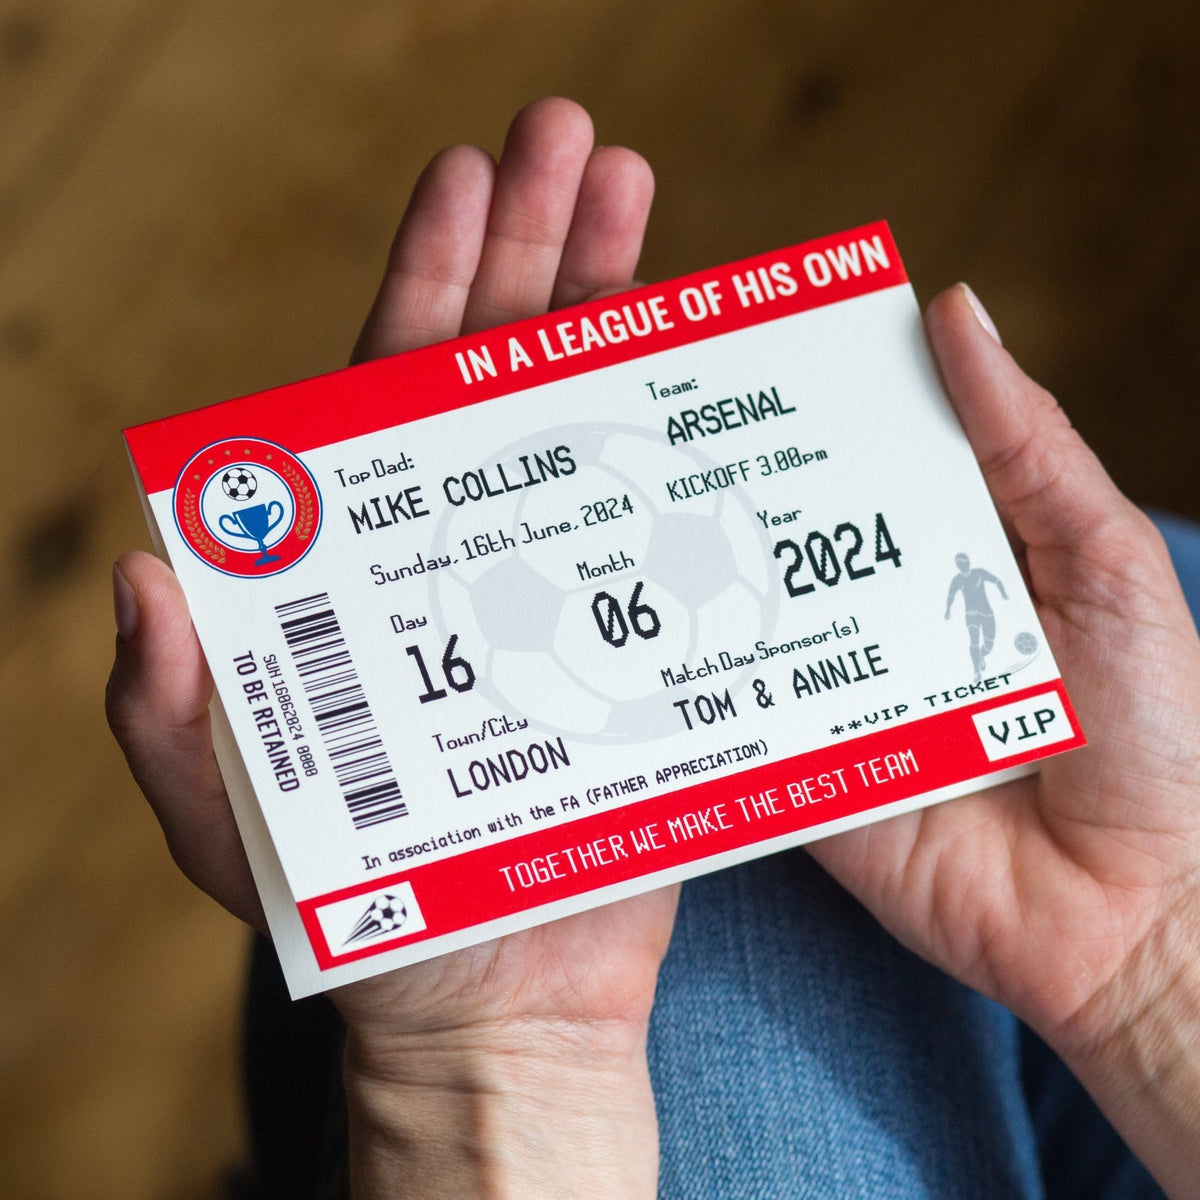 IN A LEAGUE OF HIS OWN
Top Dad:
MIKE COLLINS
Team:
ARSENAL
Sunday, 16th June, 2024
KICKOFF 3.00pm
Day
16
Month
06
Year
2024
Town/City
LONDON
Match Day Sponsor(s)
TOM & ANNIE
**VIP TICKET
In association with the FA (FATHER APPRECIATION)
SUN 16062024 0000
TO BE RETAINED
TOGETHER WE MAKE THE BEST TEAM
VIP